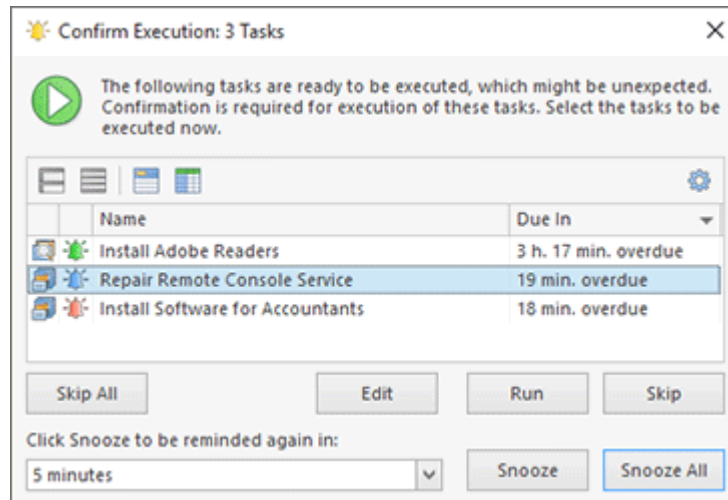 Confirm Execution: 3 Tasks
The following tasks are ready to be executed, which might be unexpected.
Confirmation is required for execution of these tasks. Select the tasks to be
executed now.
Name Due In
Install Adobe Readers 3 h. 17 min. overdue
Repair Remote Console Service 19 min. overdue
Install Software for Accountants 18 min. overdue
Skip All Edit Run Skip
Click Snooze to be reminded again in:
5 minutes Snooze Snooze All